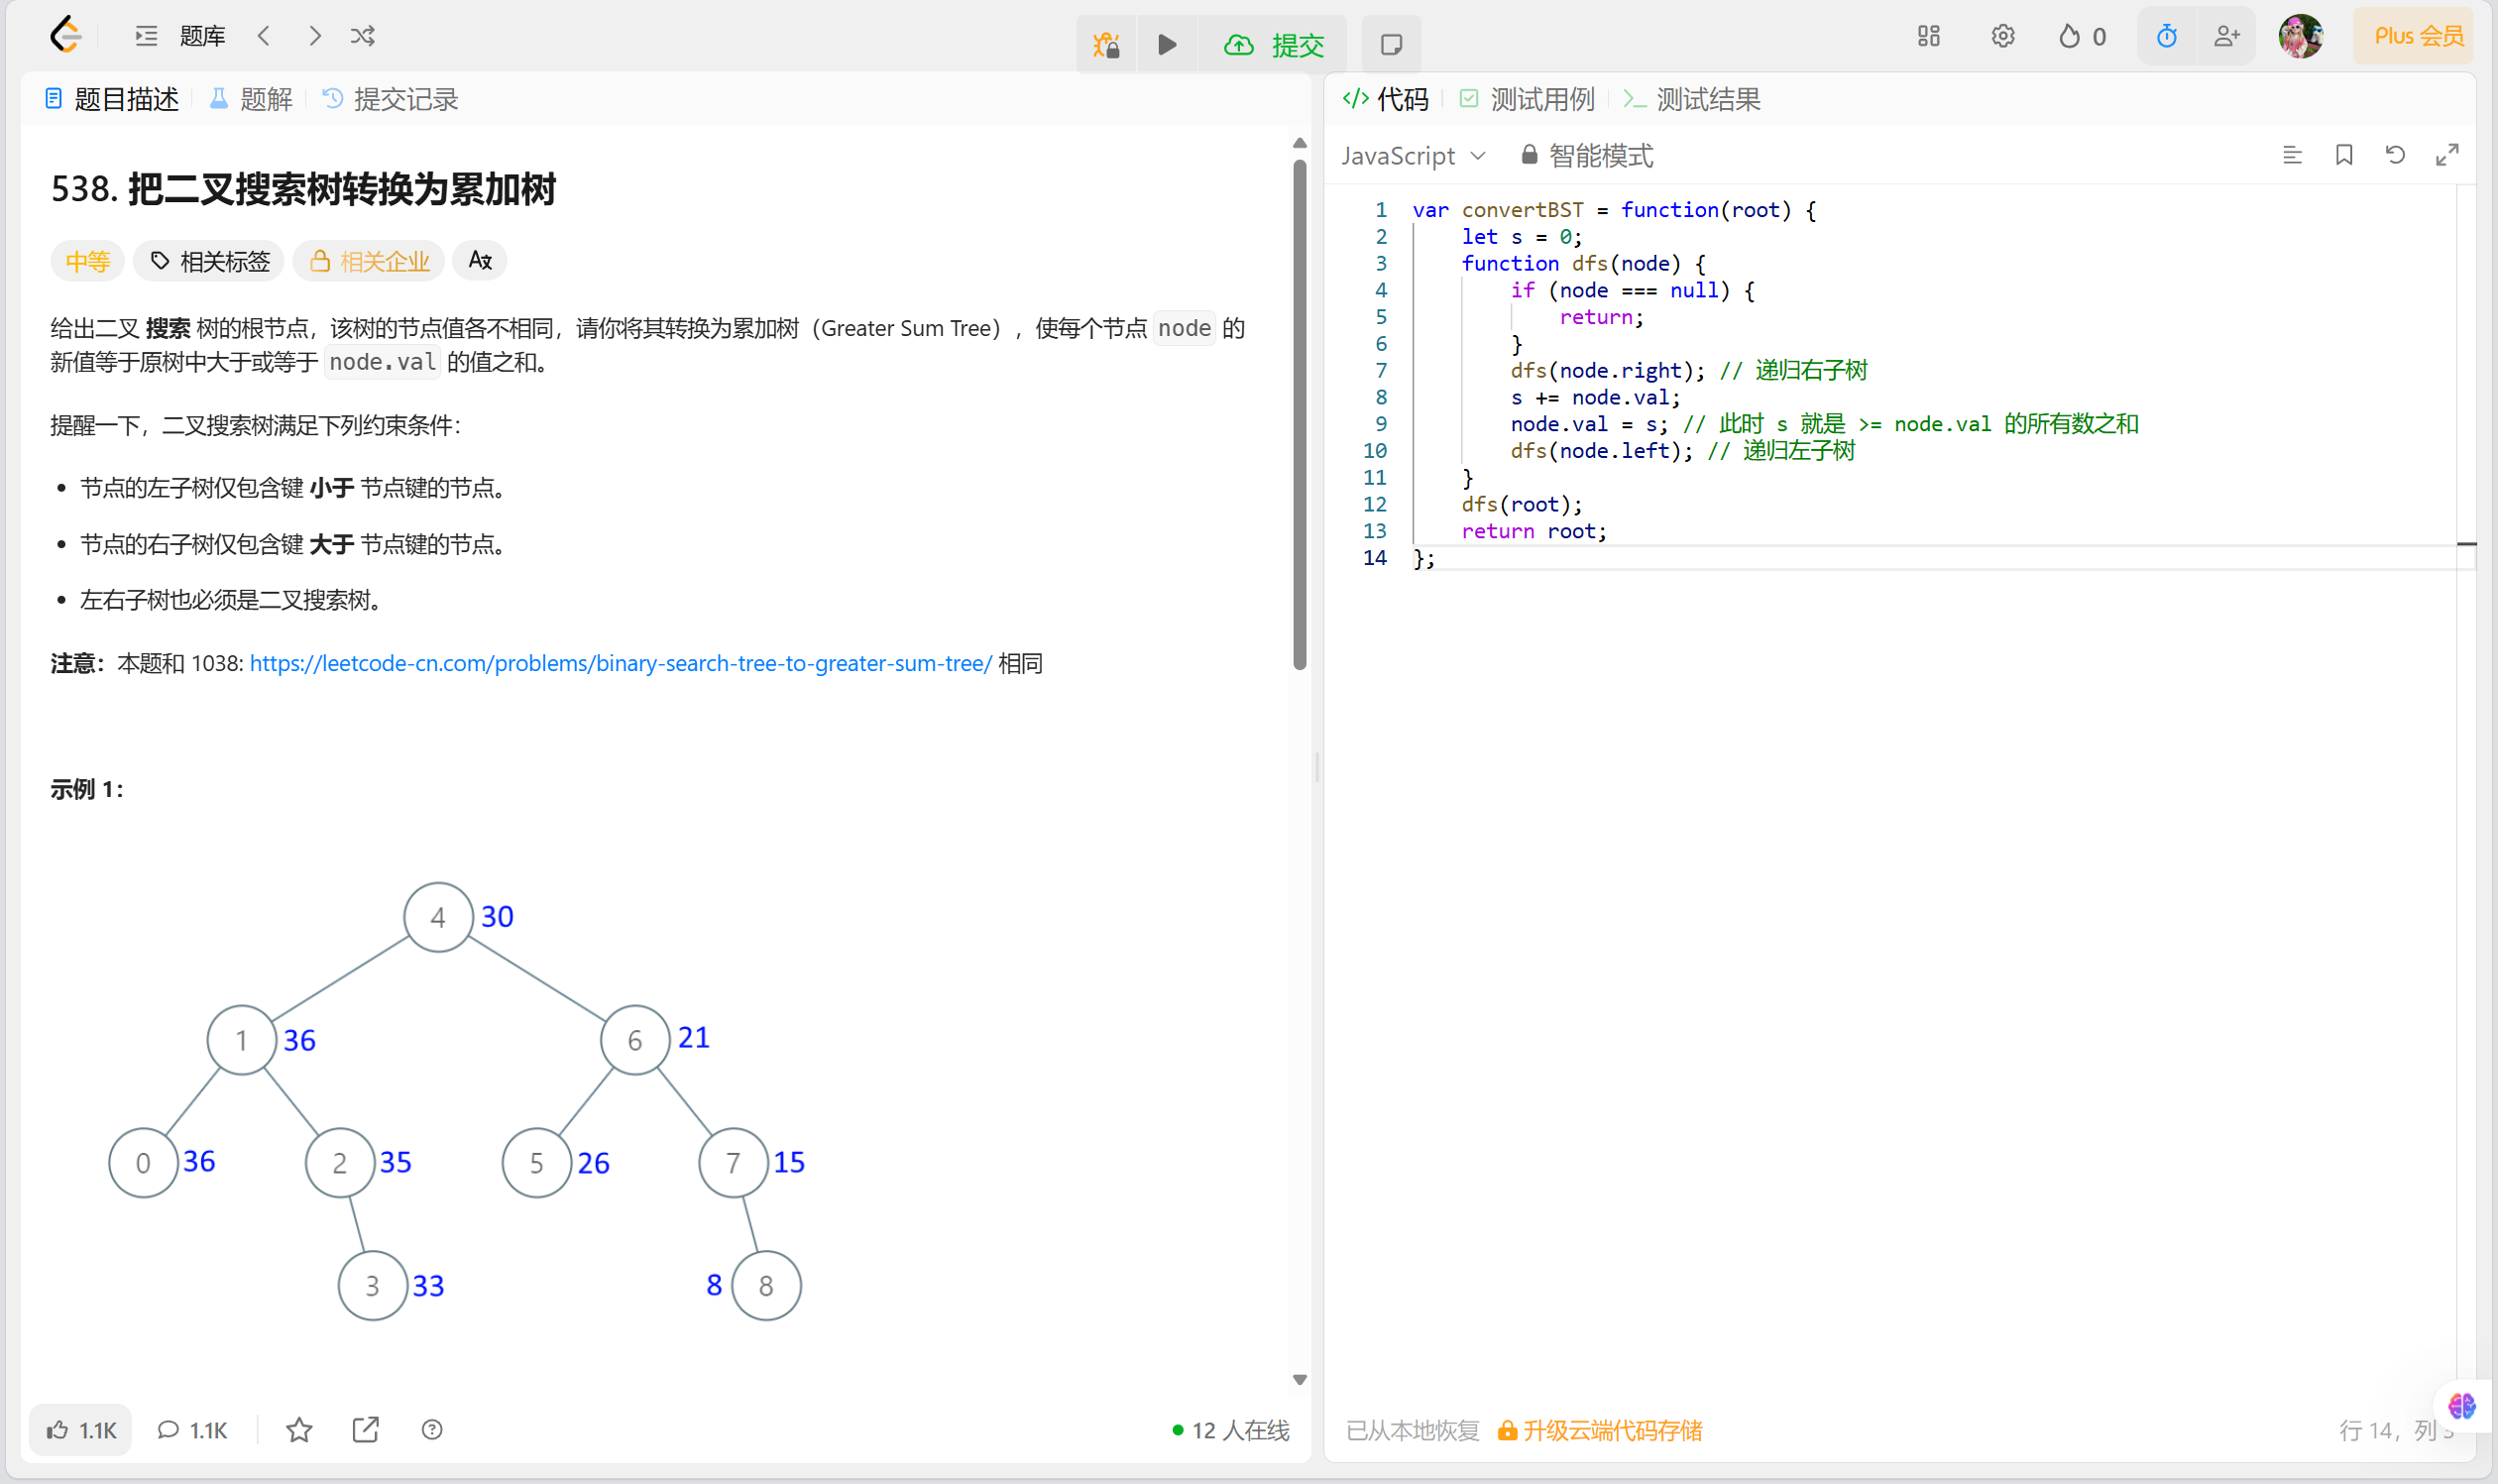 题库
提交
0
Plus 会员
题目描述
题解
提交记录
538. 把二叉搜索树转换为累加树
中等
相关标签
相关企业
给出二叉 搜索 树的根节点，该树的节点值各不相同，请你将其转换为累加树（Greater Sum Tree），使每个节点 node 的
新值等于原树中大于或等于 node.val 的值之和。
提醒一下，二叉搜索树满足下列约束条件：
• 节点的左子树仅包含键 小于 节点键的节点。
• 节点的右子树仅包含键 大于 节点键的节点。
• 左右子树也必须是二叉搜索树。
注意：本题和 1038: https://leetcode-cn.com/problems/binary-search-tree-to-greater-sum-tree/ 相同
示例 1：
4 30
1 36 6 21
0 36 2 35 5 26 7 15
3 33 8 8
1.1K
1.1K
12 人在线
代码
测试用例
测试结果
JavaScript
智能模式
1 var convertBST = function(root) {
2 let s = 0;
3 function dfs(node) {
4 if (node === null) {
5 return;
6 }
7 dfs(node.right); // 递归右子树
8 s += node.val;
9 node.val = s; // 此时 s 就是 >= node.val 的所有数之和
10 dfs(node.left); // 递归左子树
11 }
12 dfs(root);
13 return root;
14 };
已从本地恢复
升级云端代码存储
行 14，列